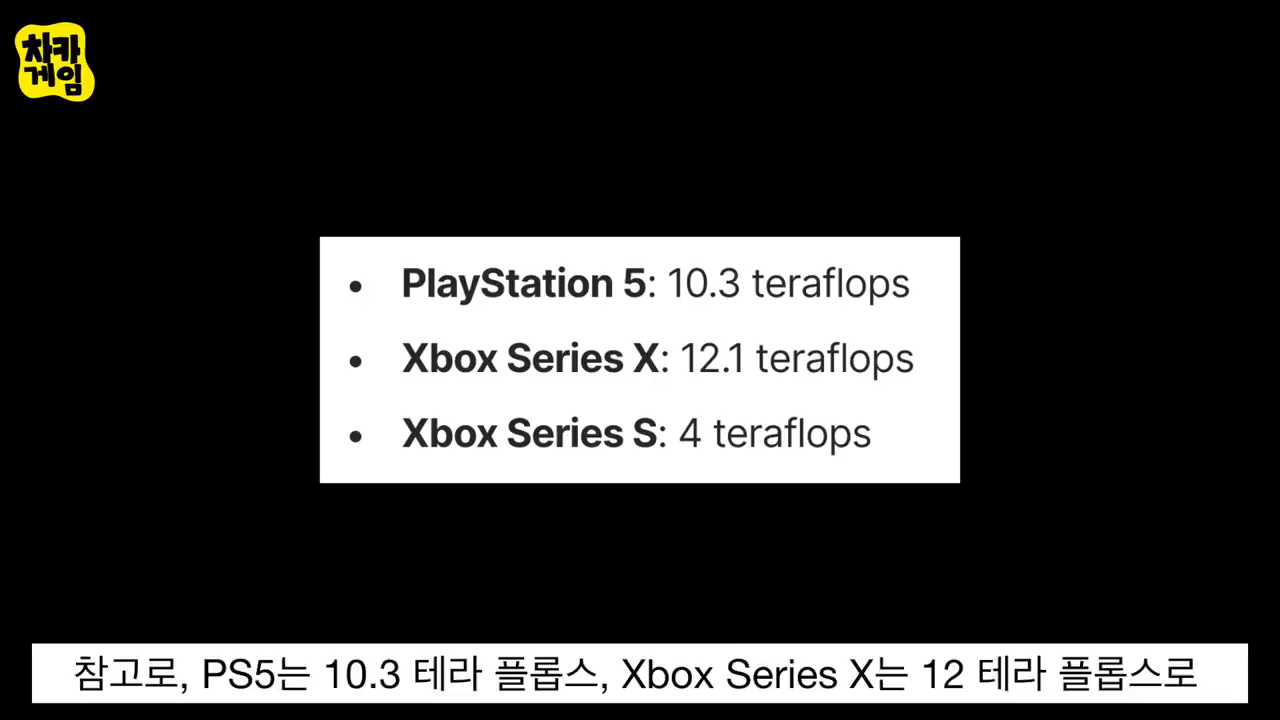 차카
게임
• PlayStation 5: 10.3 teraflops
• Xbox Series X: 12.1 teraflops
• Xbox Series S: 4 teraflops
참고로, PS5는 10.3 테라 플롭스, Xbox Series X는 12 테라 플롭스로